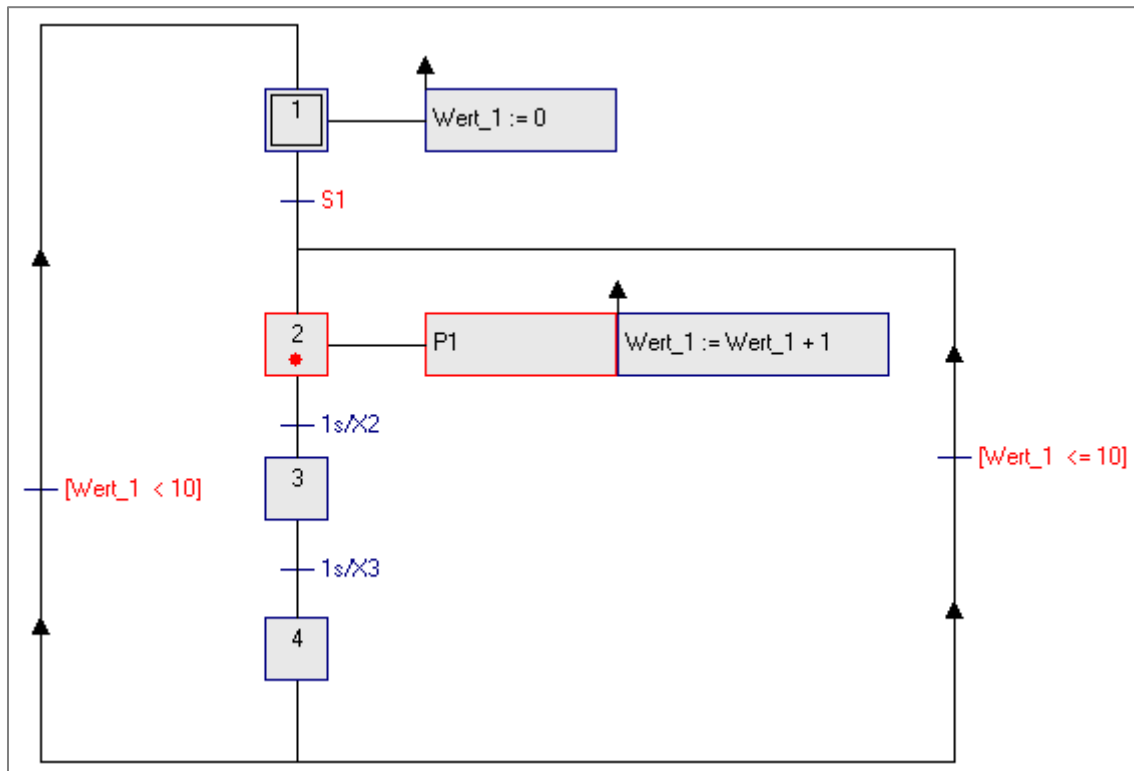 1
Wert_1 := 0
S1
2
P1
Wert_1 := Wert_1 + 1
1s/X2
[Wert_1 <= 10]
3
[Wert_1 < 10]
1s/X3
4